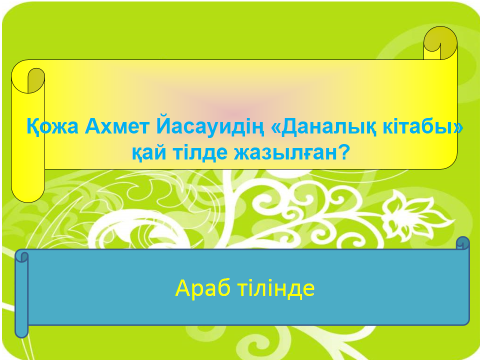 Қожа Ахмет Йасауидің «Даналық кітабы»
қай тілде жазылған?
Араб тілінде